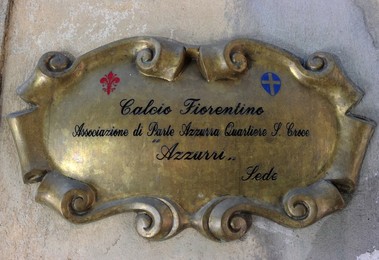 Calcio Fiorentino
Associazione di Parte Azzurra Quartiere S. Croce
"Azzurri„
Sede